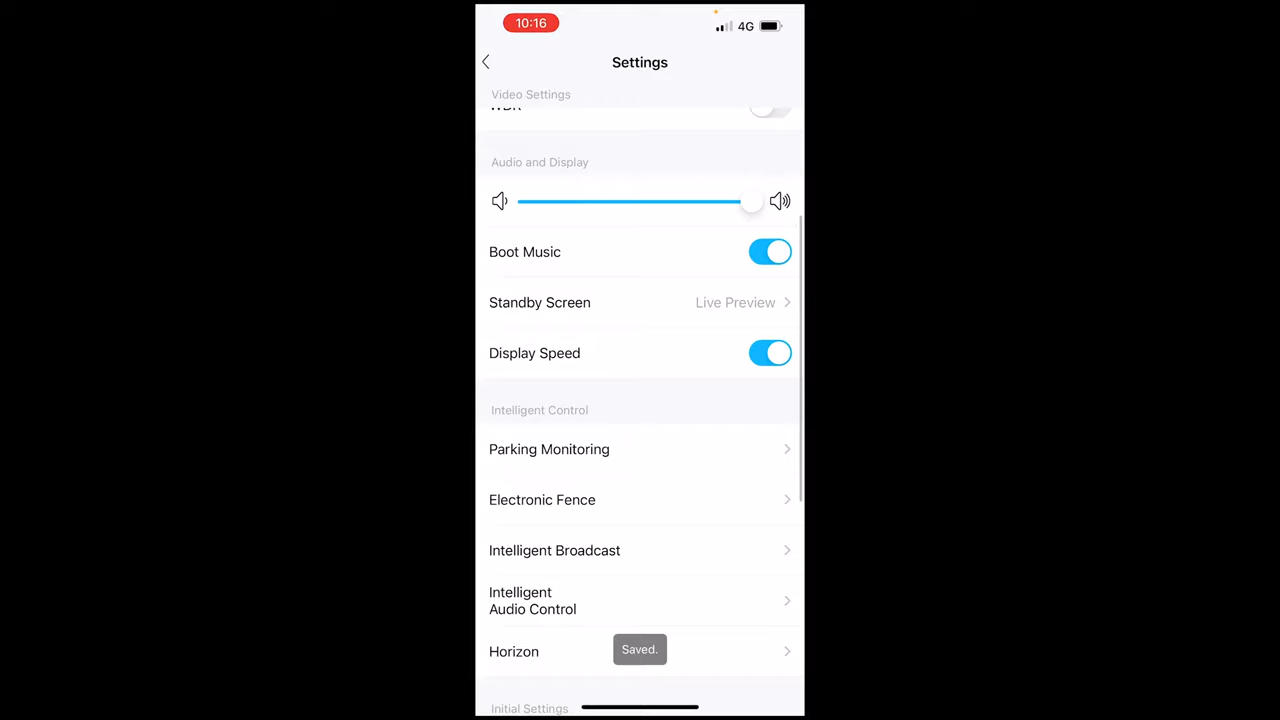 10:16
4G
Settings
Video Settings
WDR
Audio and Display
Boot Music
Standby Screen
Live Preview
Display Speed
Intelligent Control
Parking Monitoring
Electronic Fence
Intelligent Broadcast
Intelligent
Audio Control
Horizon
Saved.
Initial Settings